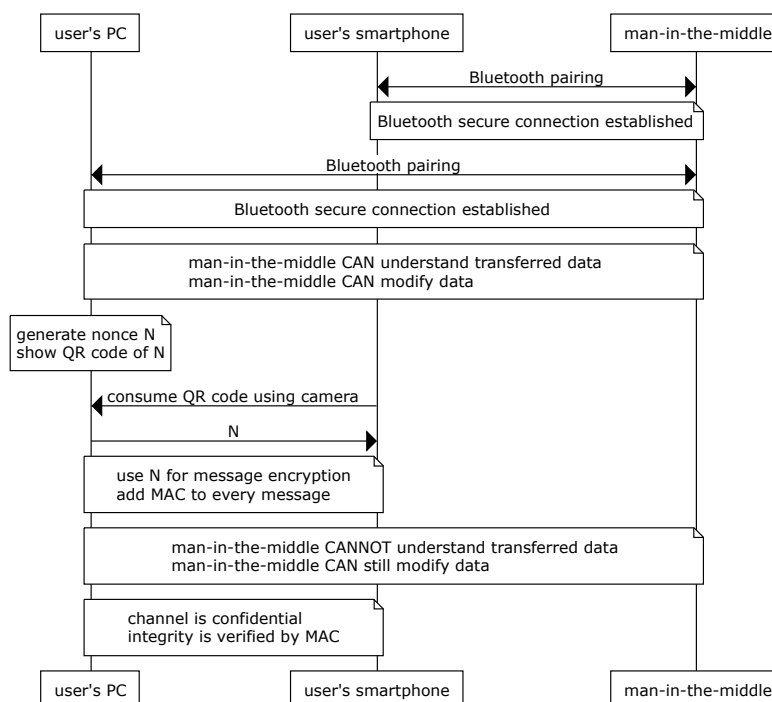 user's PC
user's smartphone
man-in-the-middle
Bluetooth pairing
Bluetooth secure connection established
Bluetooth pairing
Bluetooth secure connection established
man-in-the-middle CAN understand transferred data
man-in-the-middle CAN modify data
generate nonce N
show QR code of N
consume QR code using camera
N
use N for message encryption
add MAC to every message
man-in-the-middle CANNOT understand transferred data
man-in-the-middle CAN still modify data
channel is confidential
integrity is verified by MAC
user's PC
user's smartphone
man-in-the-middle